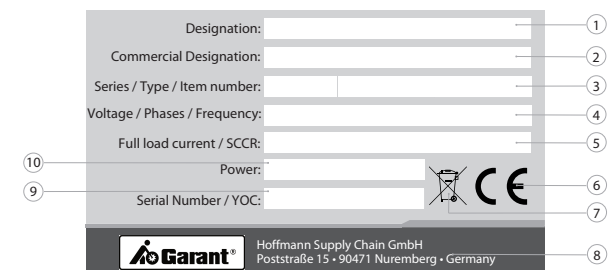 Designation:
1
Commercial Designation:
2
Series / Type / Item number:
3
Voltage / Phases / Frequency:
4
Full load current / SCCR:
5
10
Power:
9
Serial Number / YOC:
CE
6
7
Garant®
Hoffmann Supply Chain GmbH
Poststraße 15 • 90471 Nuremberg • Germany
8